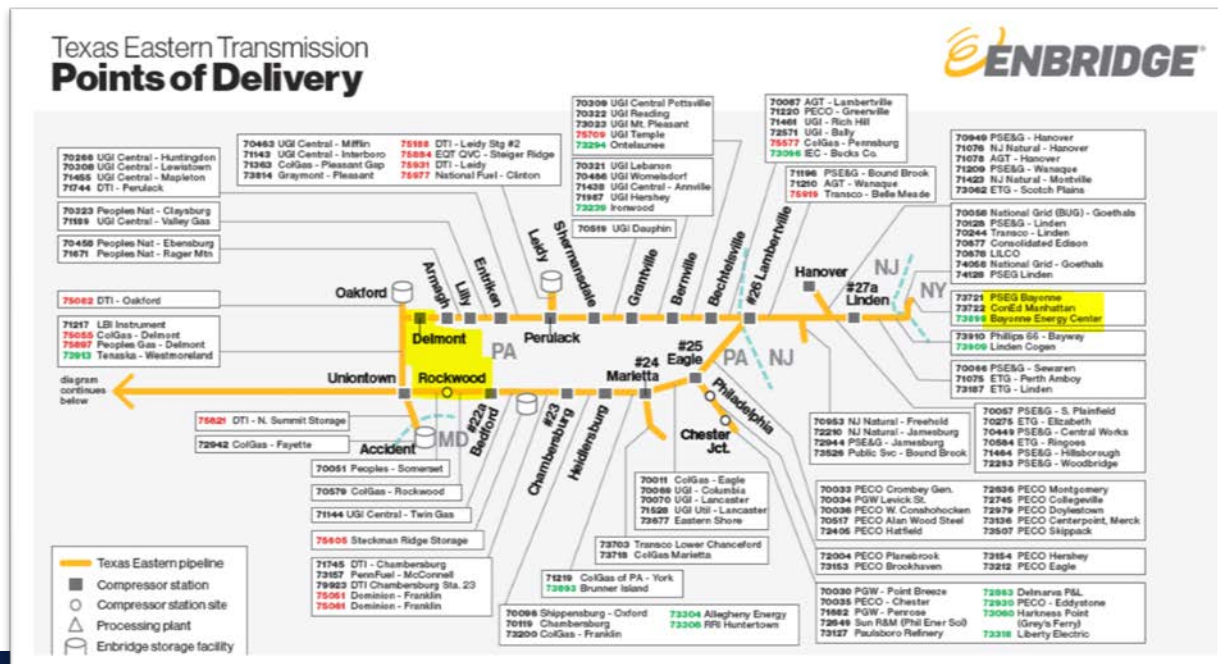 Texas Eastern Transmission
Points of Delivery
ENBRIDGE
70266 UGI Central - Huntingdon
70308 UGI Central - Lewistown
71455 UGI Central - Mapleton
71744 DTI - Perulack
70323 Peoples Nat - Claysburg
71189 UGI Central - Valley Gas
70458 Peoples Nat - Ebensburg
71671 Peoples Nat - Rager Mtn
75082 DTI - Oakford
71217 LBI Instrument
75055 ColGas - Delmont
75897 Peoples Gas - Delmont
73913 Tenaska - Westmoreland
diagram
continues
below
70463 UGI Central - Mifflin
71143 UGI Central - Interboro
71363 ColGas - Pleasant Gap
73814 Graymont - Pleasant
75188 DTI - Leidy Stg #2
75884 EQT QVC - Steiger Ridge
75931 DTI - Leidy
75977 National Fuel - Clinton
70309 UGI Central Pottsville
70322 UGI Reading
73023 UGI Mt. Pleasant
75709 UGI Temple
73294 Ontelaunee
70321 UGI Lebanon
70486 UGI Womelsdorf
71438 UGI Central - Annville
71987 UGI Hershey
73239 Ironwood
70519 UGI Dauphin
70087 AGT - Lambertville
71220 PECO - Greenville
71461 UGI - Rich Hill
72571 UGI - Bally
75577 ColGas - Pennsburg
73096 IEC - Bucks Co.
71196 PSE&G - Bound Brook
71210 AGT - Wanaque
75919 Transco - Belle Meade
70949 PSE&G - Hanover
71076 NJ Natural - Hanover
71078 AGT - Hanover
71209 PSE&G - Wanaque
71423 NJ Natural - Montville
73062 ETG - Scotch Plains
70058 National Grid (BUG) - Goethals
70128 PSE&G - Linden
70244 Transco - Linden
70877 Consolidated Edison
70878 LILCO
74058 National Grid - Goethals
74128 PSEG Linden
73721 PSEG Bayonne
73722 ConEd Manhattan
73899 Bayonne Energy Center
73910 Phillips 66 - Bayway
73909 Linden Cogen
70066 PSE&G - Sewaren
71075 ETG - Perth Amboy
73187 ETG - Linden
70057 PSE&G - S. Plainfield
70275 ETG - Elizabeth
70449 PSE&G - Central Works
70584 ETG - Ringoes
71464 PSE&G - Hillsborough
72283 PSE&G - Woodbridge
70953 NJ Natural - Freehold
72210 NJ Natural - Jamesburg
72944 PSE&G - Jamesburg
73526 Public Svc - Bound Brook
Oakford
Armagh
Lilly
Entriken
Leidy
Shermansdale
Grantville
Bernville
Bechtelsville
#26 Lambertville
Hanover
#27a
Linden
NJ
NY
Delmont
PA
Perulack
Uniontown
Rockwood
#24
Marietta
#25
Eagle
PA
NJ
Philadelphia
Chester
Jct.
Accident
MD
#22a
Bedford
#23
Chambersburg
Heidlersburg
75821 DTI - N. Summit Storage
72942 ColGas - Fayette
70051 Peoples - Somerset
70579 ColGas - Rockwood
71144 UGI Central - Twin Gas
75605 Steckman Ridge Storage
71745 DTI - Chambersburg
73157 PennFuel - McConnell
79923 DTI Chambersburg Sta. 23
75051 Dominion - Franklin
75061 Dominion - Franklin
70098 Shippensburg - Oxford
70119 Chambersburg
73200 ColGas - Franklin
73304 Allegheny Energy
73306 RRI Huntertown
71219 ColGas of PA - York
73893 Brunner Island
73703 Transco Lower Chanceford
73718 ColGas Marietta
70011 ColGas - Eagle
70069 UGI - Columbia
70070 UGI - Lancaster
71528 UGI Util - Lancaster
73677 Eastern Shore
70033 PECO Crombey Gen.
70034 PGW Levick St.
70036 PECO W. Conshohocken
70517 PECO Alan Wood Steel
72405 PECO Hatfield
72636 PECO Montgomery
72745 PECO Collegeville
72979 PECO Doylestown
73136 PECO Centerpoint, Merck
73507 PECO Skippack
72004 PECO Planebrook
73153 PECO Brookhaven
73154 PECO Hershey
73212 PECO Eagle
70030 PGW - Point Breeze
70035 PECO - Chester
71582 PGW - Penrose
72649 Sun R&M (Phil Ener Sol)
73127 Paulsboro Refinery
72863 Delmarva P&L
72930 PECO - Eddystone
73060 Harkness Point
(Grey's Ferry)
73318 Liberty Electric
Texas Eastern pipeline
Compressor station
Compressor station site
Processing plant
Enbridge storage facility